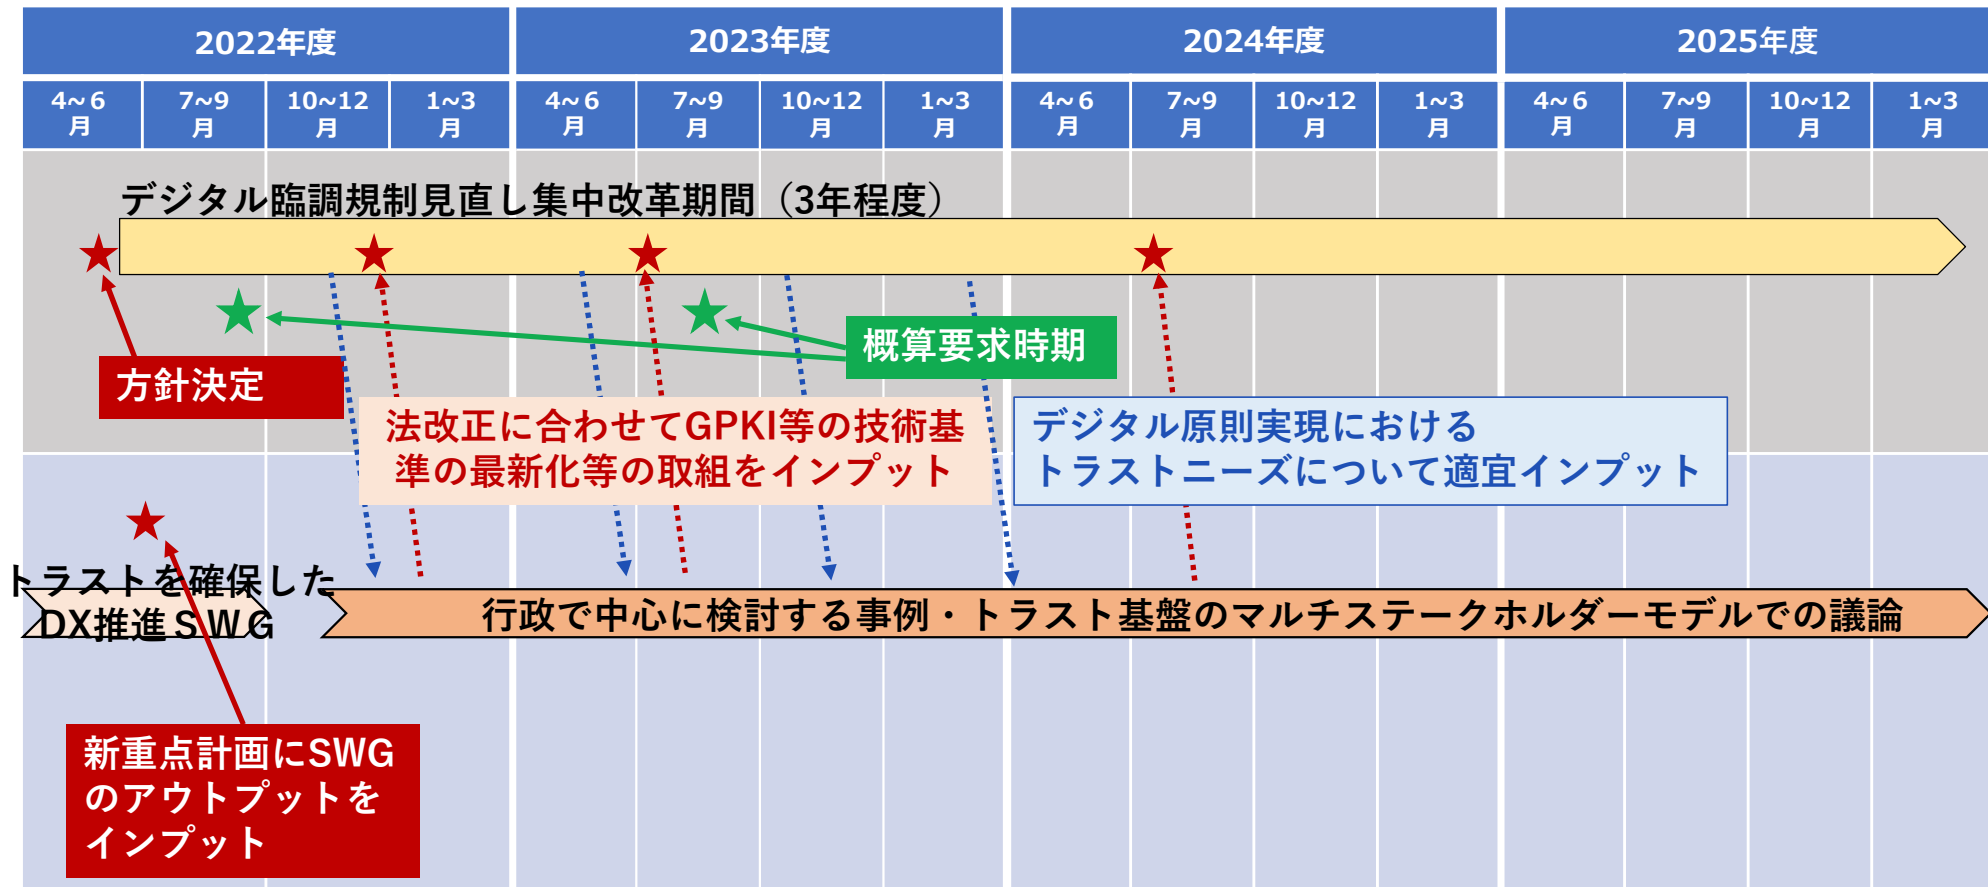 2022年度
2023年度
2024年度
2025年度
4~６
月
7~9
月
10~12
月
1~3
月
4~６
月
7~9
月
10~12
月
1~3
月
4~６
月
7~9
月
10~12
月
1~3
月
4~６
月
7~9
月
10~12
月
1~3
月
デジタル臨調規制見直し集中改革期間（3年程度）
概算要求時期
方針決定
法改正に合わせてGPKI等の技術基
準の最新化等の取組をインプット
デジタル原則実現における
トラストニーズについて適宜インプット
トラストを確保した
DX推進ＳＷＧ
行政で中心に検討する事例・トラスト基盤のマルチステークホルダーモデルでの議論
新重点計画にSWG
のアウトプットを
インプット